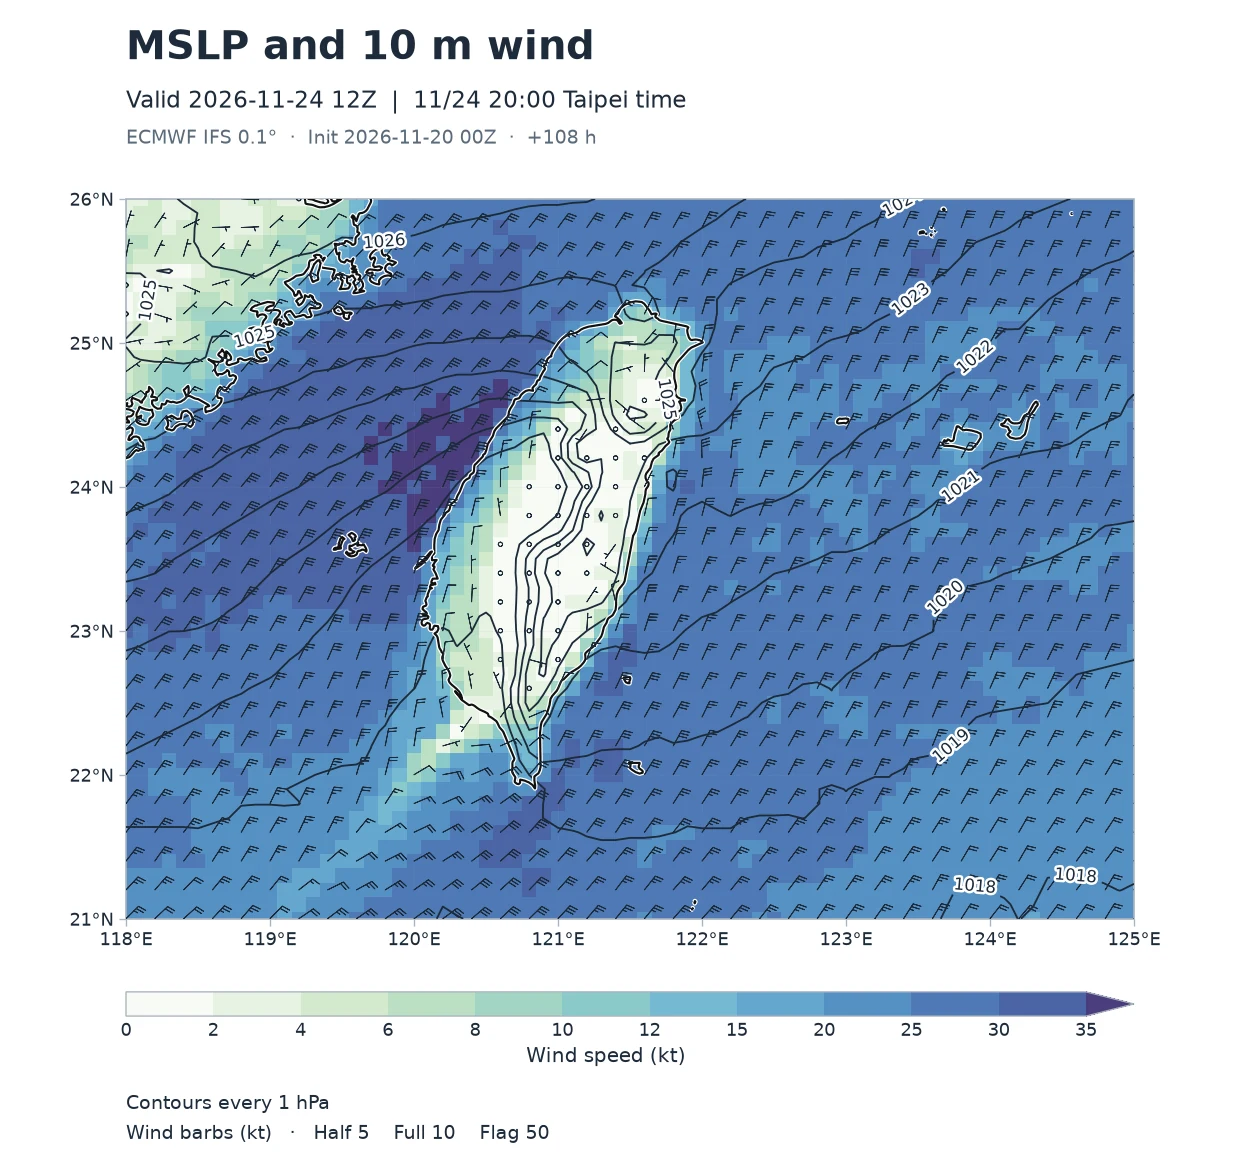 MSLP and 10 m wind
Valid 2026-11-24 12Z | 11/24 20:00 Taipei time
ECMWF IFS 0.1° · Init 2026-11-20 00Z · +108 h
26°N
1026
1023
1025
1025
25°N
1022
1025
24°N
1021
1020
23°N
1019
22°N
1018
1018
21°N
118°E 119°E 120°E 121°E 122°E 123°E 124°E 125°E
0 2 4 6 8 10 12 15 20 25 30 35
Wind speed (kt)
Contours every 1 hPa
Wind barbs (kt) · Half 5 Full 10 Flag 50